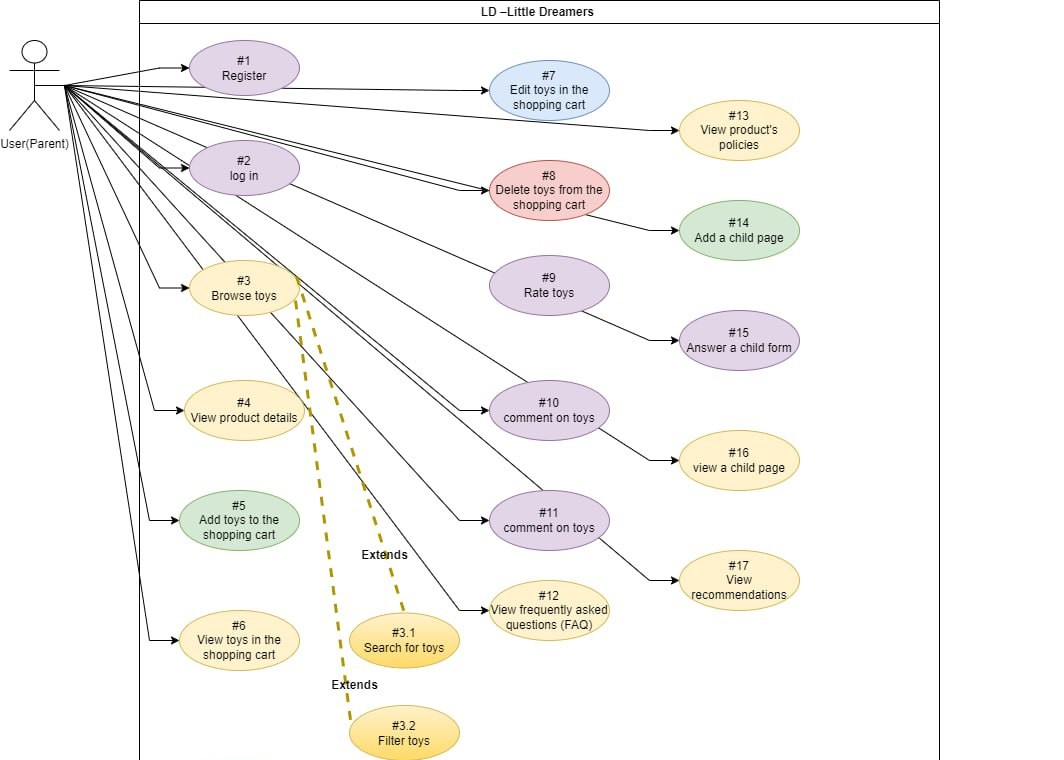 LD –Little Dreamers
User(Parent)
#1
Register
#2
log in
#3
Browse toys
#4
View product details
#5
Add toys to the
shopping cart
#6
View toys in the
shopping cart
Extends
#3.1
Search for toys
Extends
#3.2
Filter toys
#7
Edit toys in the
shopping cart
#8
Delete toys from the
shopping cart
#9
Rate toys
#10
comment on toys
#11
comment on toys
#12
View frequently asked
questions (FAQ)
#13
View product's
policies
#14
Add a child page
#15
Answer a child form
#16
view a child page
#17
View
recommendations